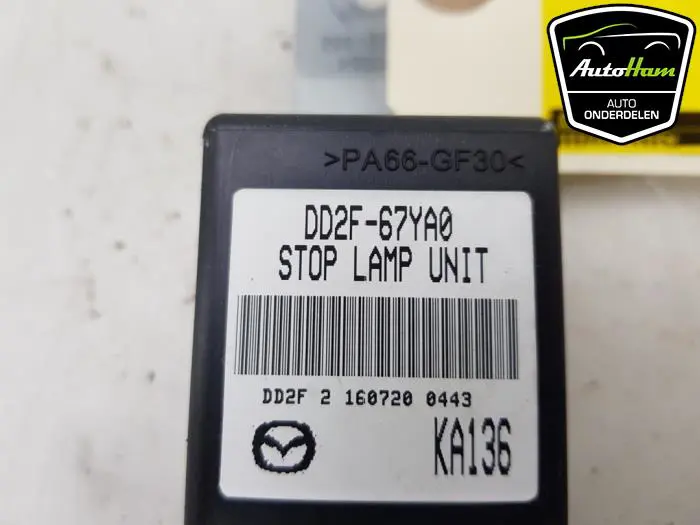 AutoHam
AUTO
ONDERDELEN
>PA66-GF30<
DD2F-67YA0
STOP LAMP UNIT
DD2F 2 160720 0443
KA136